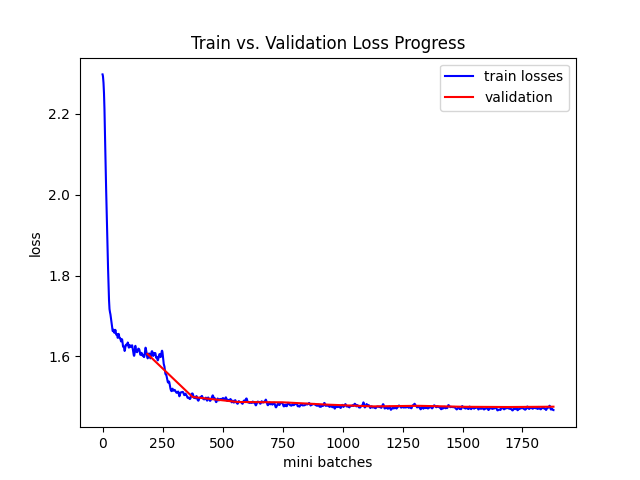 Train vs. Validation Loss Progress
train losses
validation
2.2
2.0
1.8
1.6
loss
0
250
500
750
1000
1250
1500
1750
mini batches